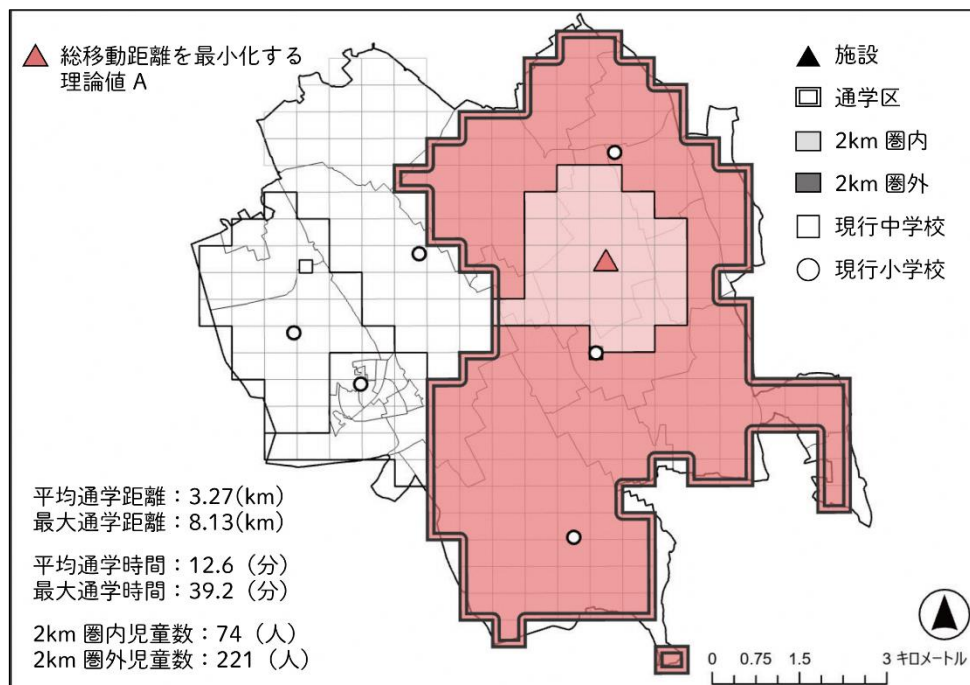 総移動距離を最小化する
理論値 A
施設
通学区
2km 圏内
2km 圏外
現行中学校
現行小学校
平均通学距離：3.27(km)
最大通学距離：8.13(km)
平均通学時間：12.6（分）
最大通学時間：39.2（分）
2km 圏内児童数：74（人）
2km 圏外児童数：221（人）
0 0.75 1.5 3 キロメートル